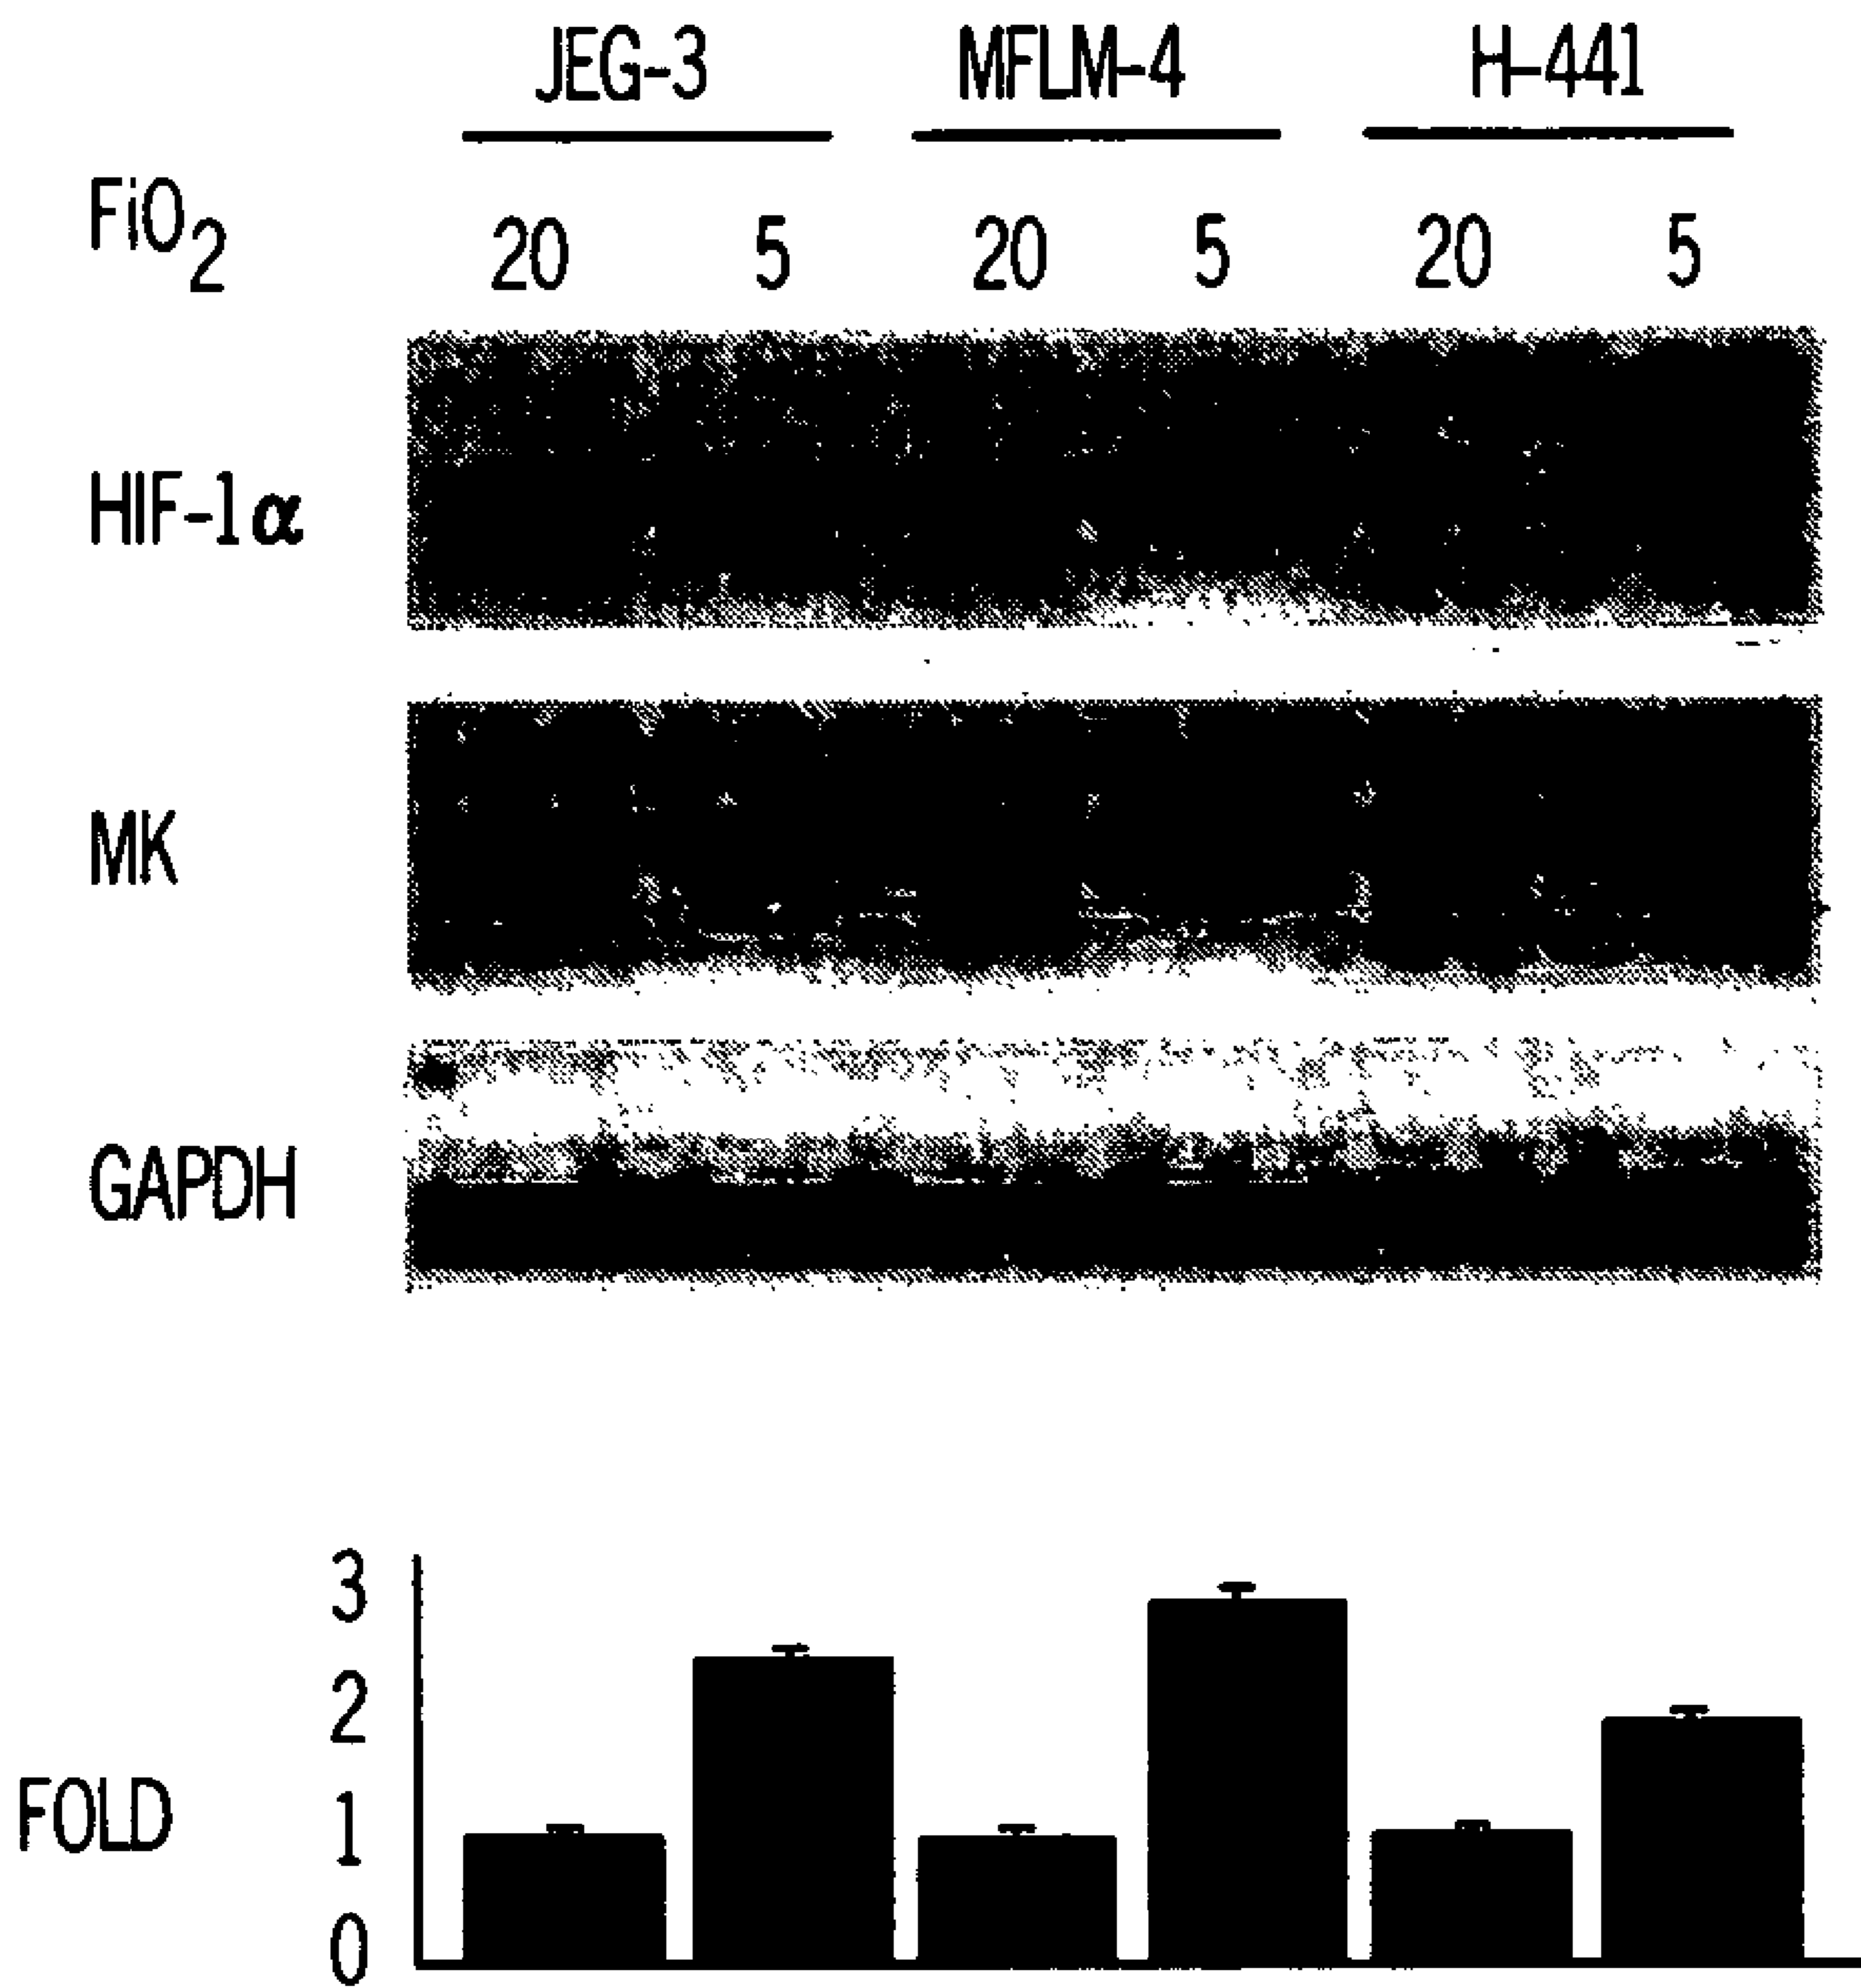 JEG-3 MFLM-4 H-441
FiO2 20 5 20 5 20 5
HIF-1α
MK
GAPDH
3
2
FOLD 1
0